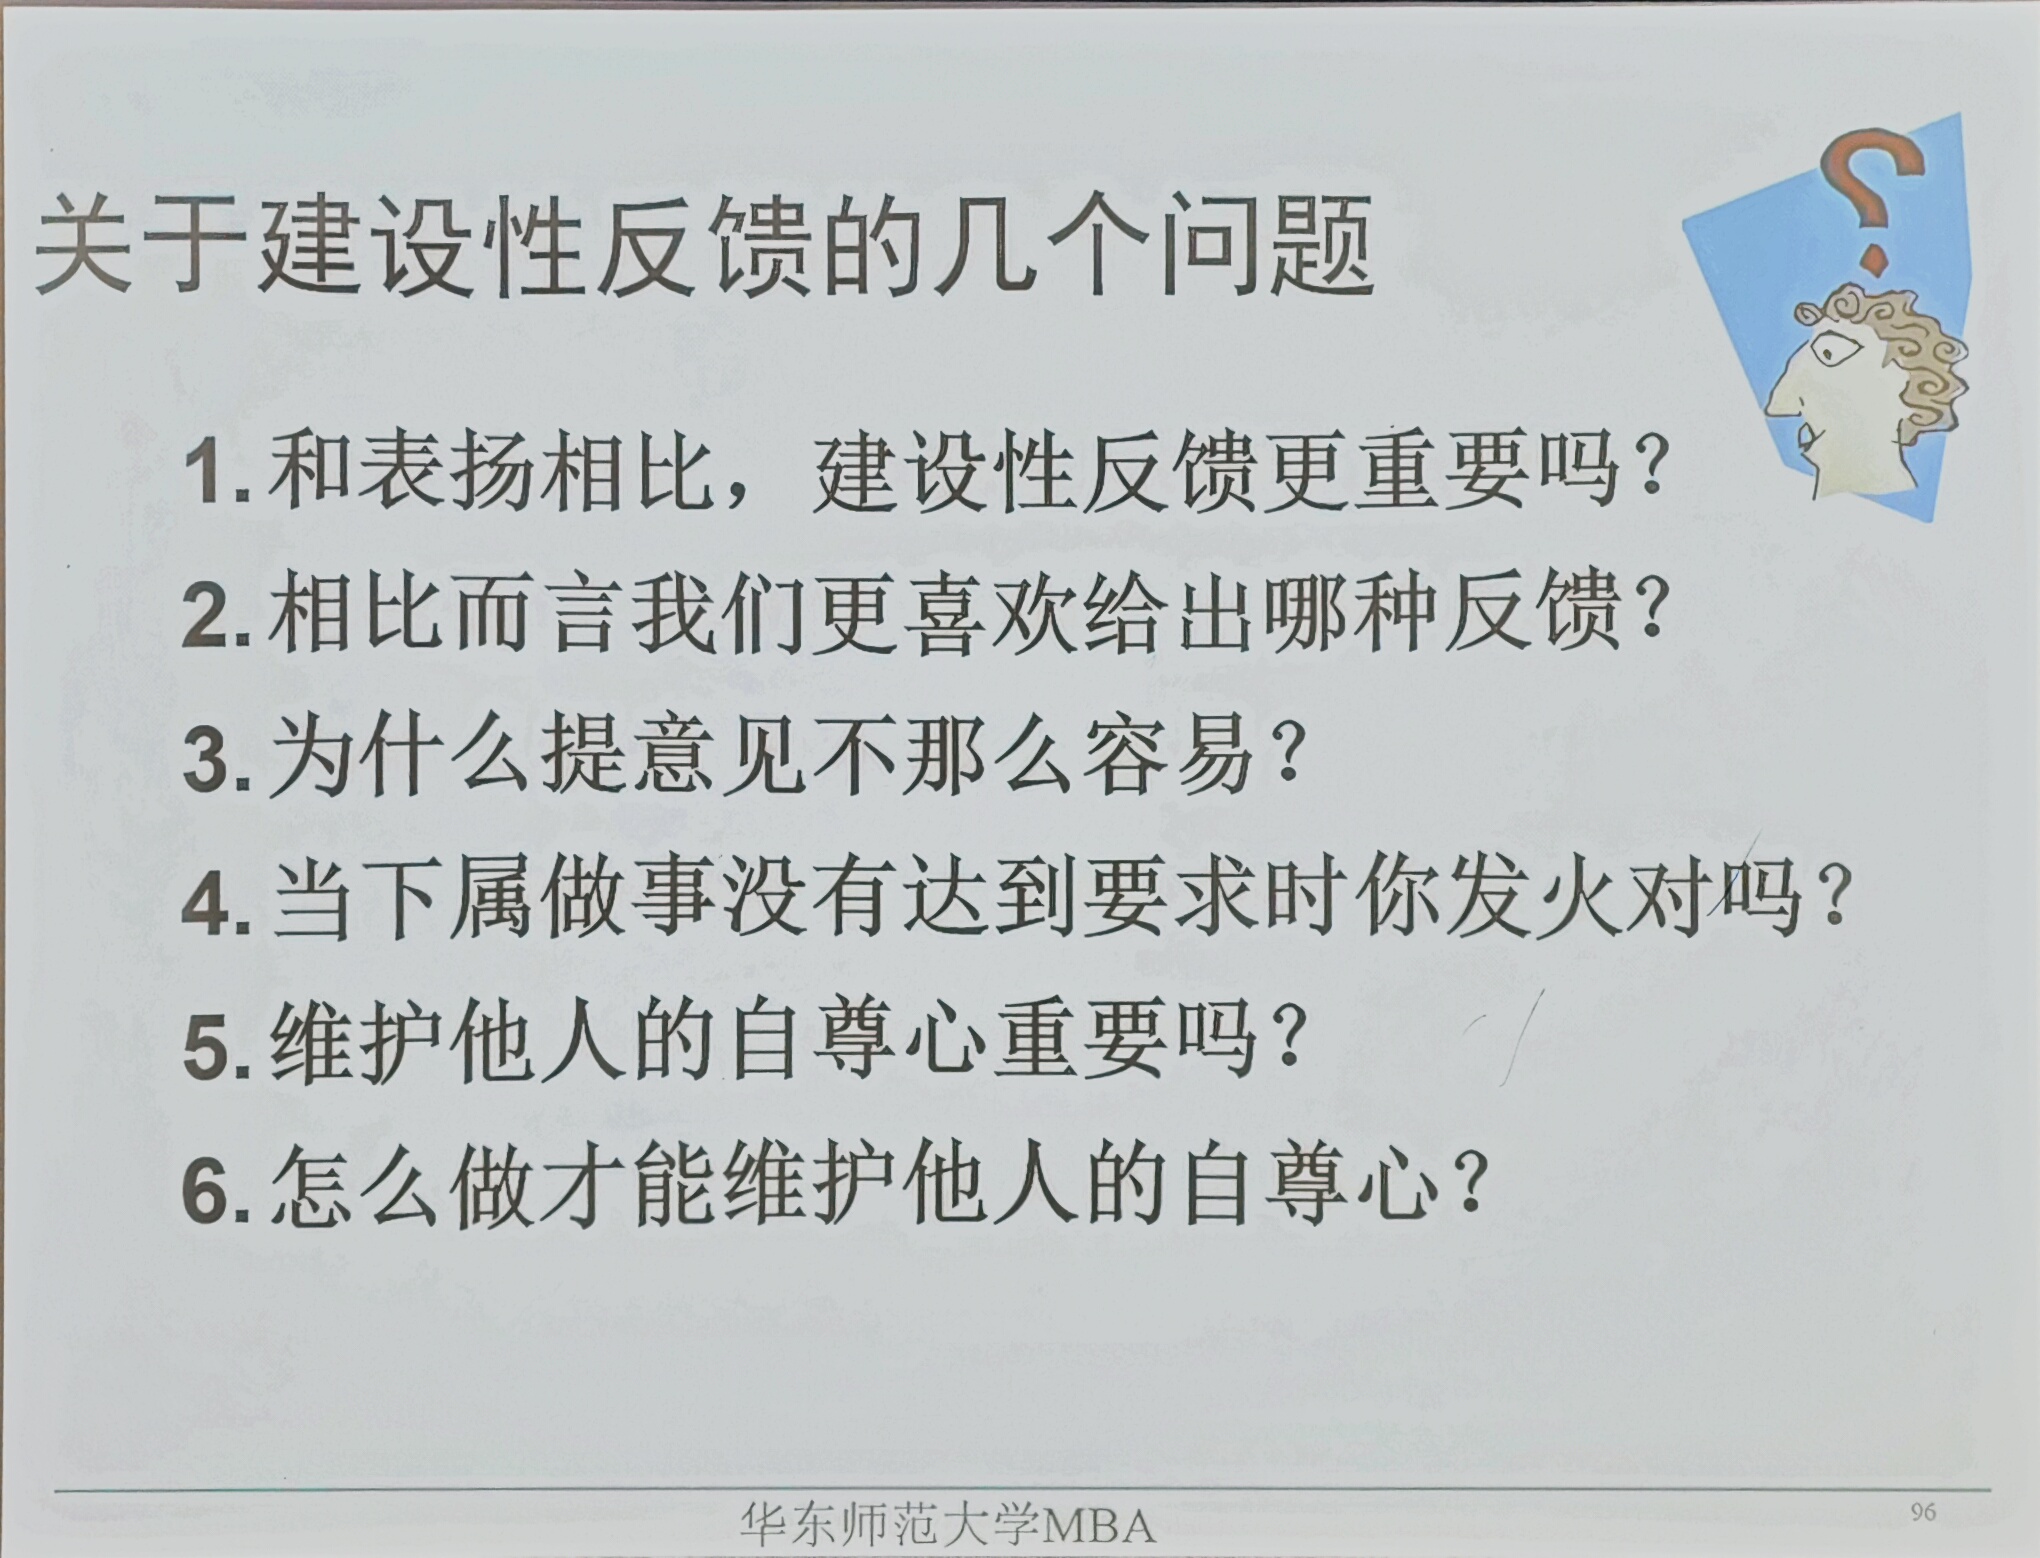 关于建设性反馈的几个问题
?
1. 和表扬相比，建设性反馈更重要吗？
2. 相比而言我们更喜欢给出哪种反馈？
3. 为什么提意见不那么容易？
4. 当下属做事没有达到要求时你发火对吗？
5. 维护他人的自尊心重要吗？
6. 怎么做才能维护他人的自尊心？
华东师范大学MBA
96